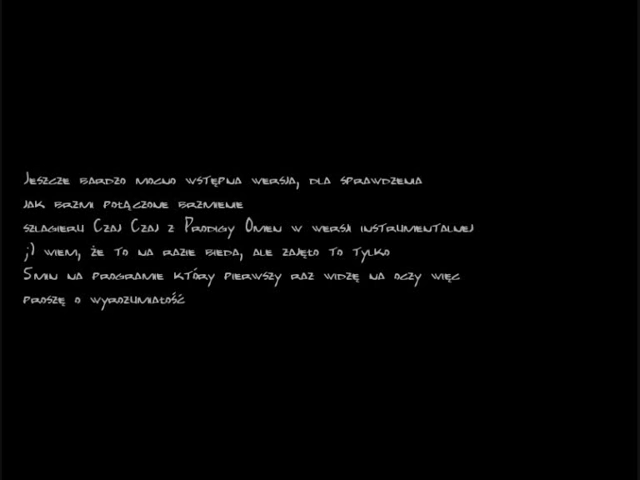 Jeszcze bardzo mocno wstępna wersja, dla sprawdzenia
jak brzmi połączone brzmienie
szlagieru Czaj Czaj z Prodigy Omen w wersji instrumentalnej
;) wiem, że to na razie bieda, ale zajęło to tylko
5min na programie który pierwszy raz widzę na oczy więc
proszę o wyrozumiałość